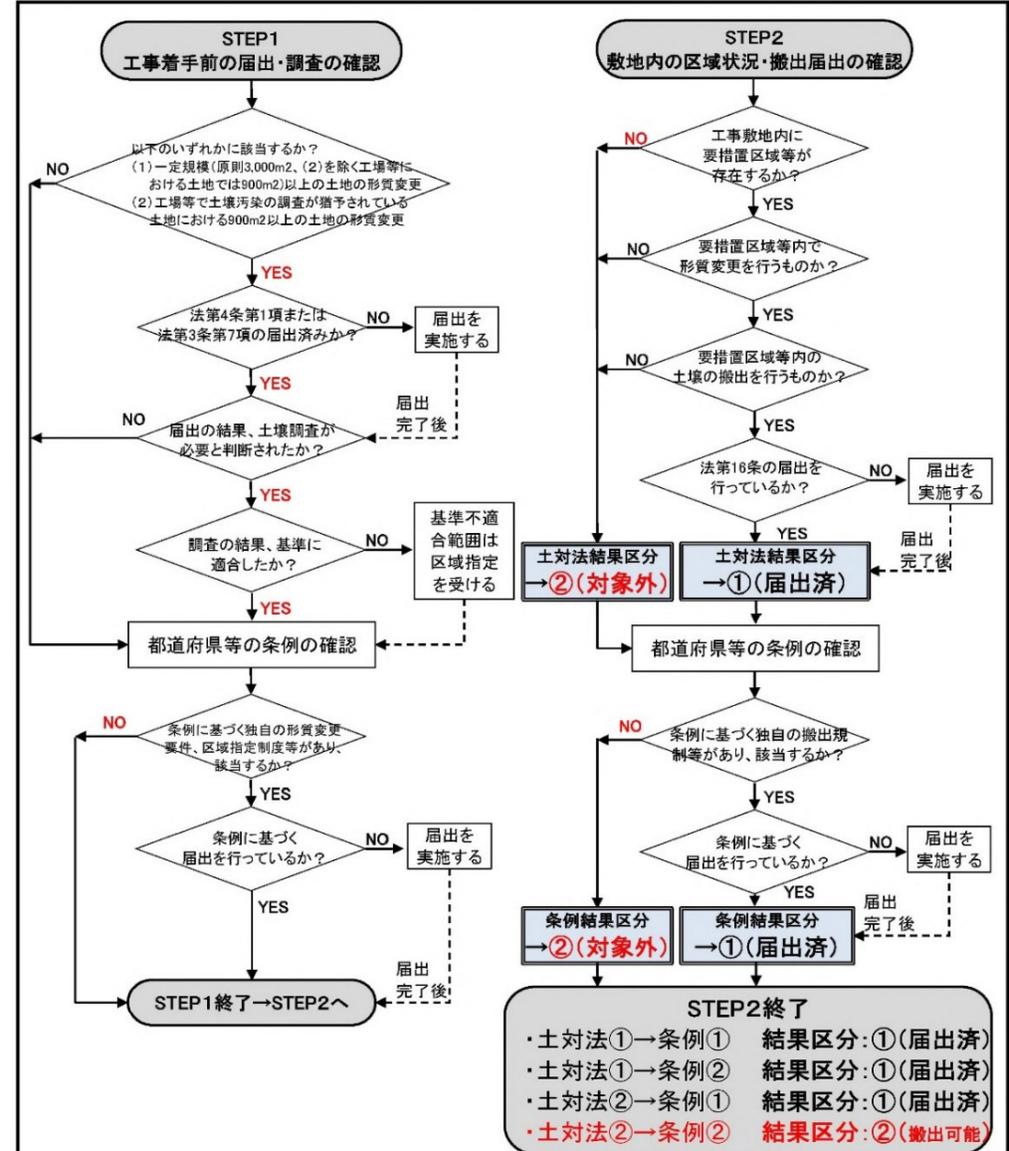 STEP1
工事着手前の届出・調査の確認
以下のいずれかに該当するか？
（1）一定規模（原則3,000m2、（2）を除く工場等に
おける土地では900m2）以上の土地の形質変更
（2）工場等で土壌汚染の調査が猶予されている
土地における900m2以上の土地の形質変更
NO
YES
法第4条第1項または
法第3条第7項の届出済みか？
NO
届出を
実施する
YES
届出
完了後
届出の結果、土壌調査が
必要と判断されたか？
NO
YES
調査の結果、基準に
適合したか？
NO
基準不適
合範囲は
区域指定
を受ける
YES
都道府県等の条例の確認
条例に基づく独自の形質変更
要件、区域指定制度等があり、
該当するか？
NO
YES
条例に基づく
届出を行っているか？
NO
届出を
実施する
YES
届出
完了後
STEP1終了→STEP2へ
STEP2
敷地内の区域状況・搬出届出の確認
工事敷地内に
要措置区域等が
存在するか？
NO
YES
要措置区域等内で
形質変更を行うものか？
NO
YES
要措置区域等内の
土壌の搬出を行うものか？
NO
YES
法第16条の届出を
行っているか？
NO
届出を
実施する
YES
届出
完了後
土対法結果区分
→②(対象外)
土対法結果区分
→①(届出済)
都道府県等の条例の確認
条例に基づく独自の搬出規
制等があり、該当するか？
NO
YES
条例に基づく
届出を行っているか？
NO
届出を
実施する
YES
届出
完了後
条例結果区分
→②(対象外)
条例結果区分
→①(届出済)
STEP2終了
・土対法①→条例① 結果区分：①(届出済)
・土対法①→条例② 結果区分：①(届出済)
・土対法②→条例① 結果区分：①(届出済)
・土対法②→条例② 結果区分：②(搬出可能)